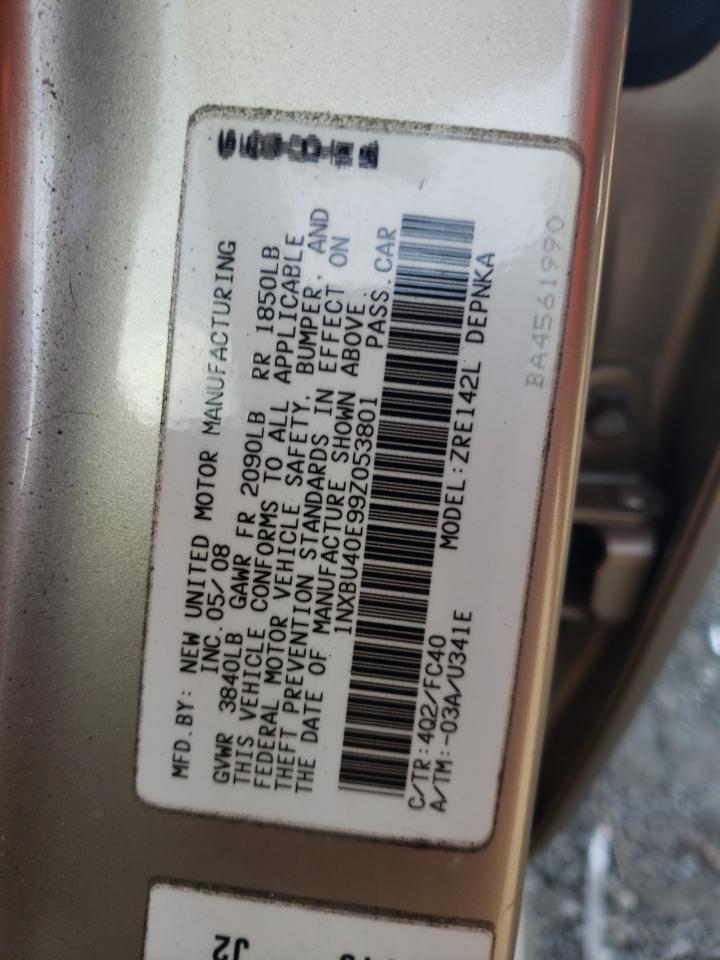 MFD.BY: NEW UNITED MOTOR MANUFACTURING
INC. 05/08
GVWR 3840LB GAWR FR 2090LB RR 1850LB
THIS VEHICLE CONFORMS TO ALL APPLICABLE
FEDERAL MOTOR VEHICLE SAFETY, BUMPER, AND
THEFT PREVENTION STANDARDS IN EFFECT ON
THE DATE OF MANUFACTURE SHOWN ABOVE.
1NXBU40E99Z053801 PASS.CAR
C/TR:4Q2/FC40 MODEL:ZRE142L DEPNKA
A/TM:-03A/U341E
BA4561990
J2